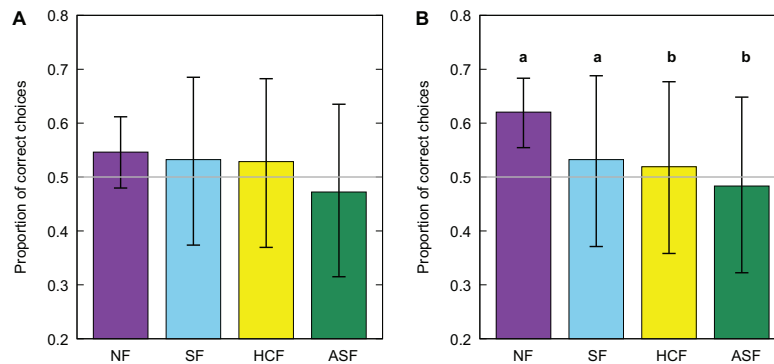 A
Proportion of correct choices
0.8
0.7
0.6
0.5
0.4
0.3
0.2
NF SF HCF ASF
B
Proportion of correct choices
0.8
0.7
0.6
0.5
0.4
0.3
0.2
a a b b
NF SF HCF ASF